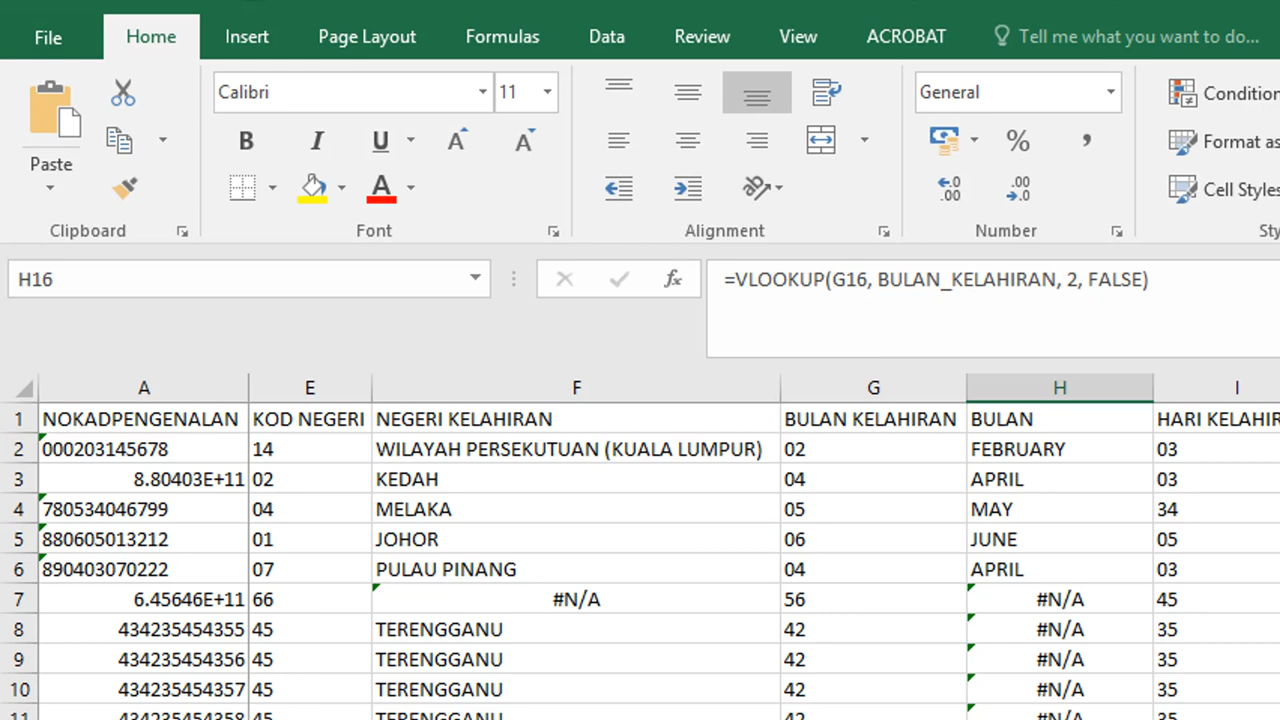 File Home Insert Page Layout Formulas Data Review View ACROBAT Tell me what you want to do...
Calibri 11 General
B I U A A % , Condition
Paste Format as
A .0 .00 .00 .0 Cell Styles
Clipboard Font Alignment Number Sty
H16 fx =VLOOKUP(G16, BULAN_KELAHIRAN, 2, FALSE)
A E F G H I
1 NOKADPENGENALAN KOD NEGERI NEGERI KELAHIRAN BULAN KELAHIRAN BULAN HARI KELAHIR
2 000203145678 14 WILAYAH PERSEKUTUAN (KUALA LUMPUR) 02 FEBRUARY 03
3 8.80403E+11 02 KEDAH 04 APRIL 03
4 780534046799 04 MELAKA 05 MAY 34
5 880605013212 01 JOHOR 06 JUNE 05
6 890403070222 07 PULAU PINANG 04 APRIL 03
7 6.45646E+11 66 #N/A 56 #N/A 45
8 434235454355 45 TERENGGANU 42 #N/A 35
9 434235454356 45 TERENGGANU 42 #N/A 35
10 434235454357 45 TERENGGANU 42 #N/A 35
11 434235454358 45 TERENGGANU 42 #N/A 35